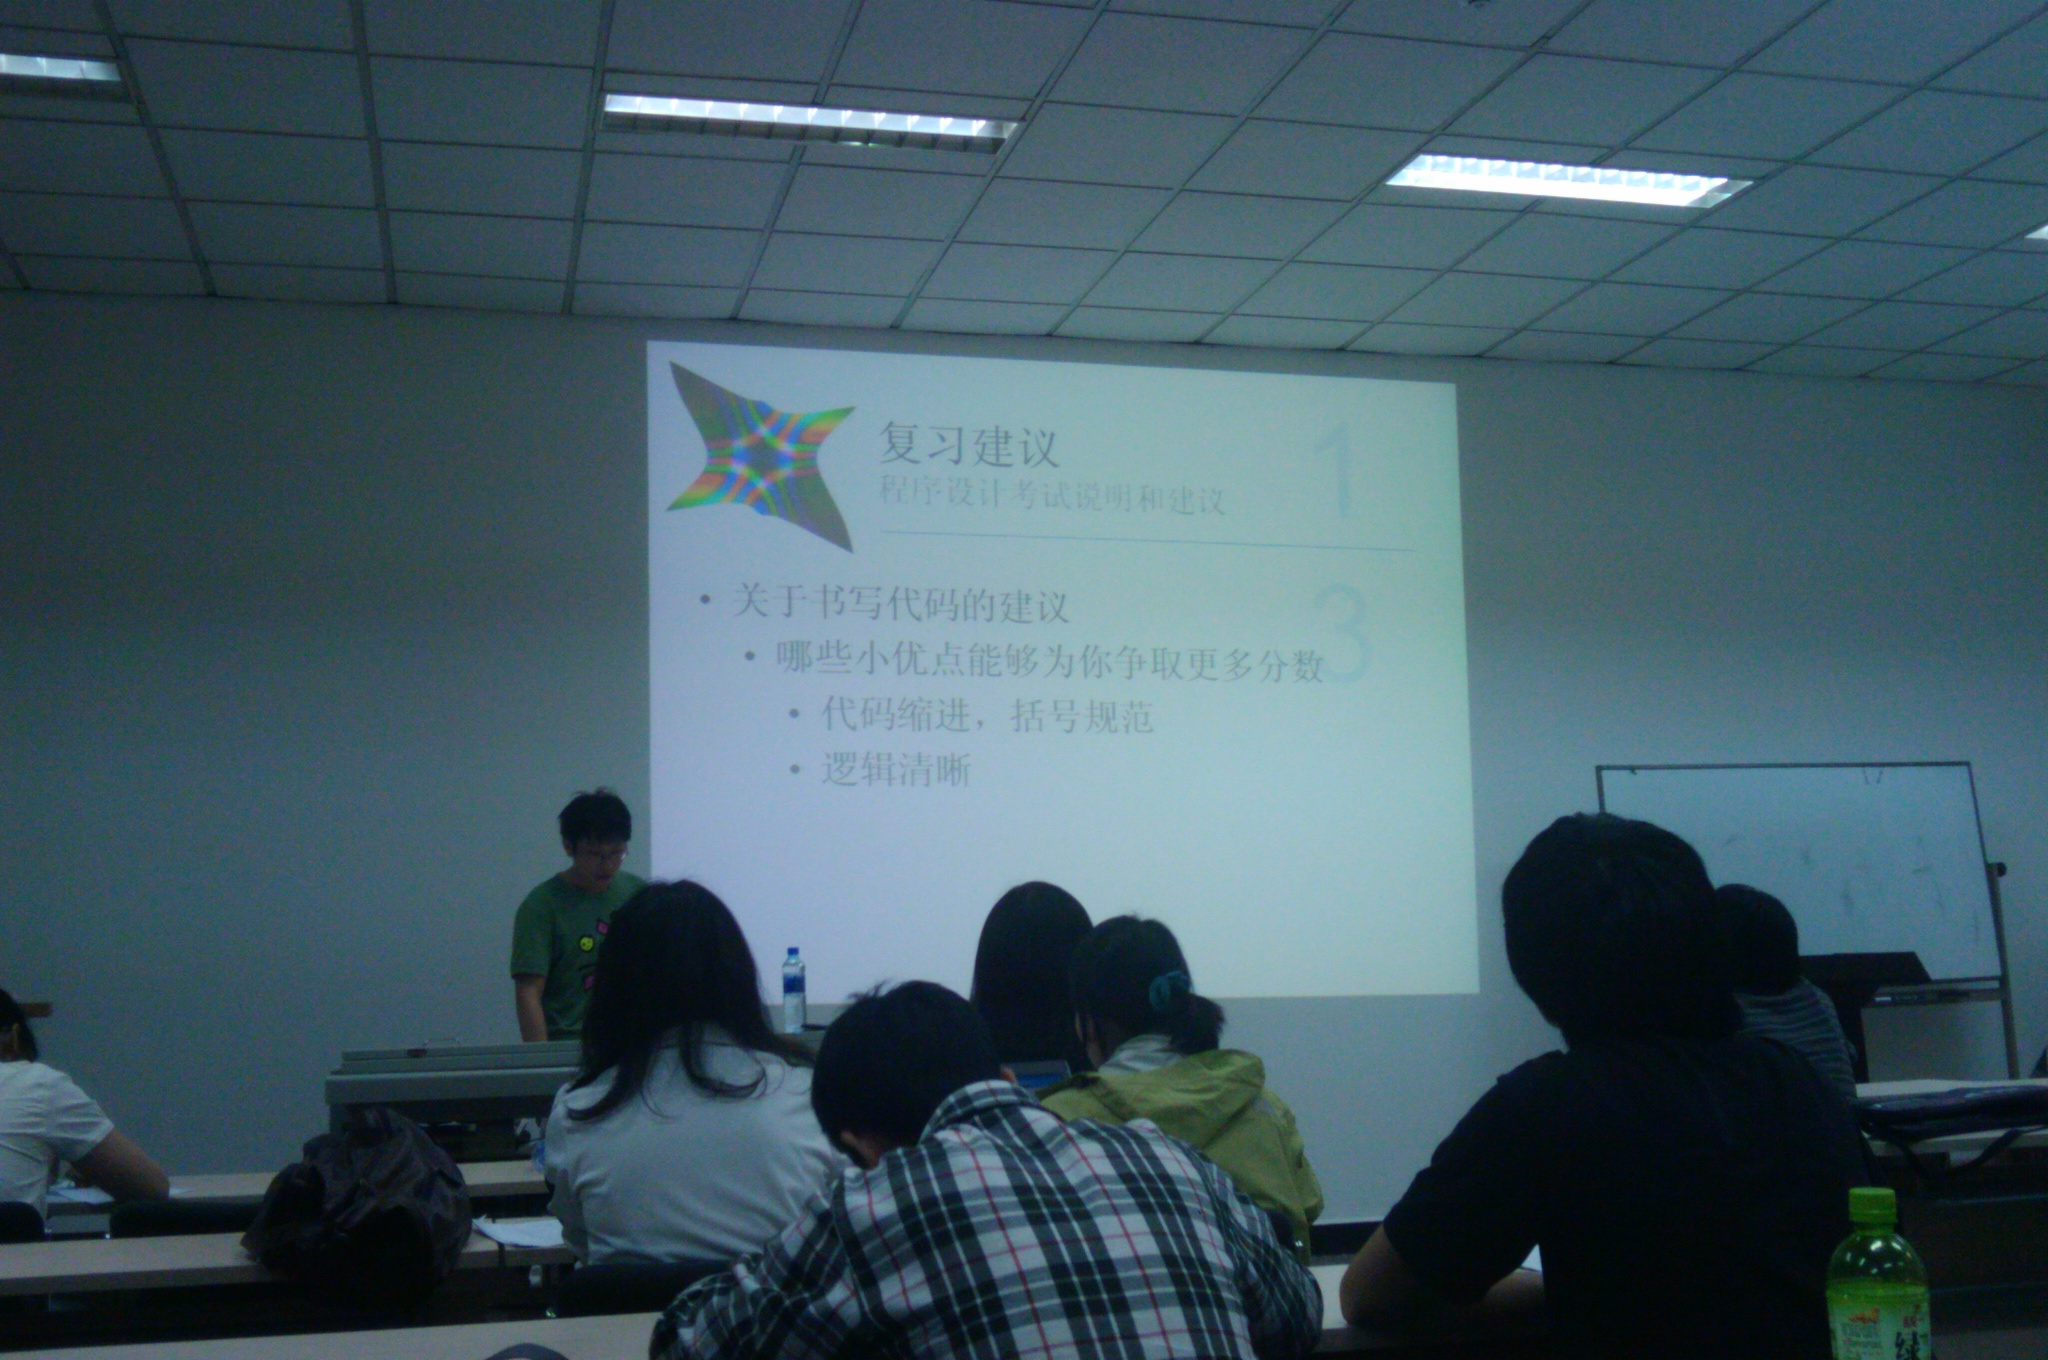 复习建议
1
程序设计考试说明和建议
• 关于书写代码的建议
3
• 哪些小优点能够为你争取更多分数
• 代码缩进，括号规范
• 逻辑清晰
绿